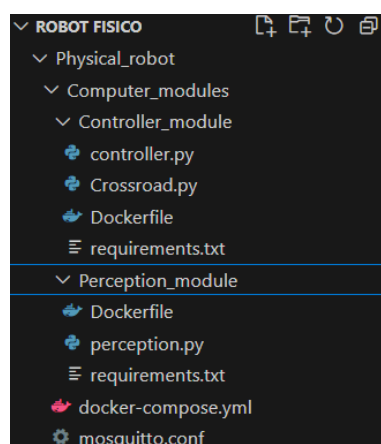 ROBOT FISICO
Physical_robot
Computer_modules
Controller_module
controller.py
Crossroad.py
Dockerfile
requirements.txt
Perception_module
Dockerfile
perception.py
requirements.txt
docker-compose.yml
mosquitto.conf